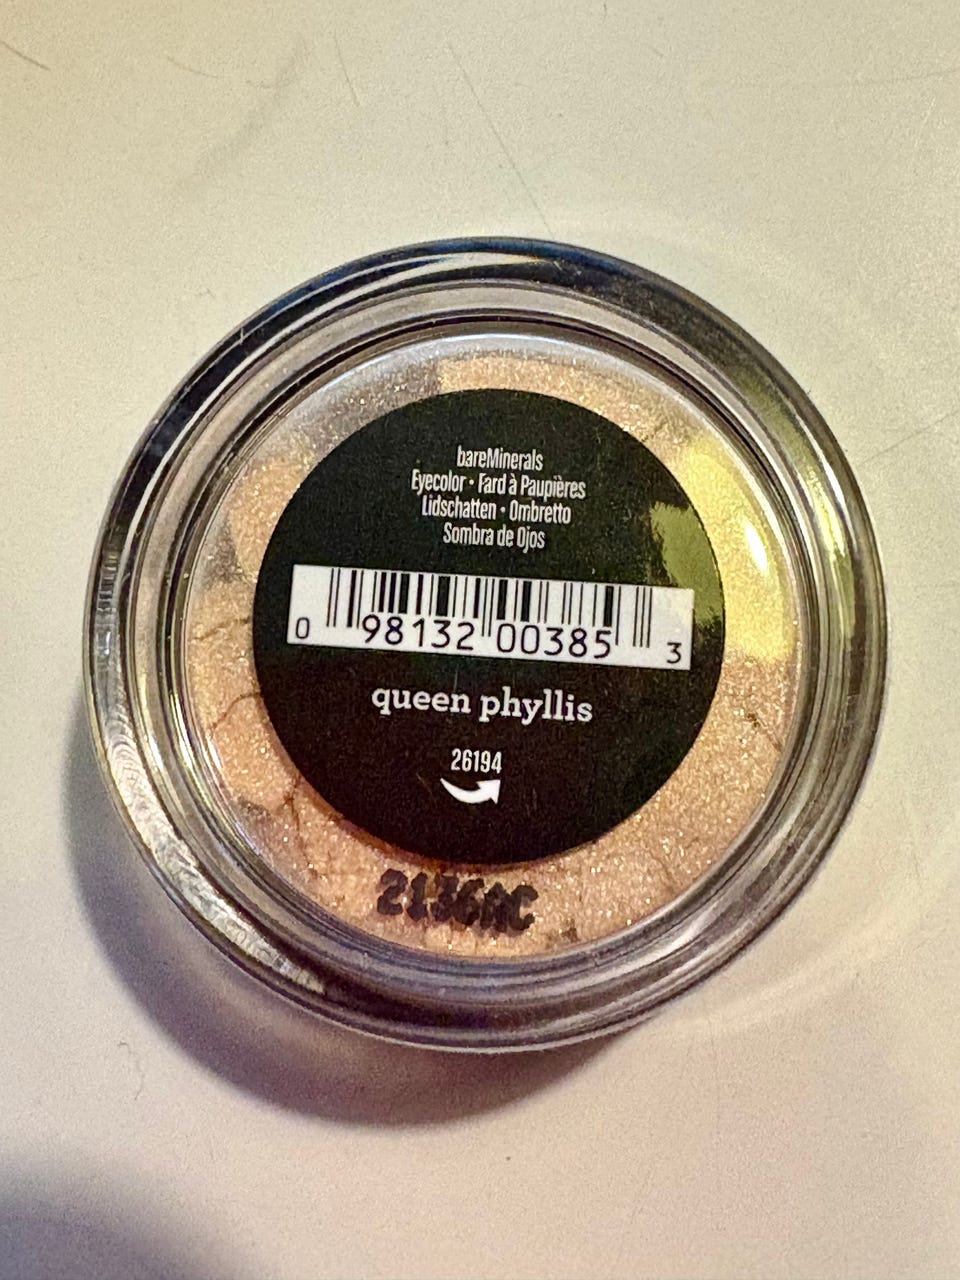 bareMinerals
Eyecolor • Fard à Paupières
Lidschatten • Ombretto
Sombra de Ojos
0 98132 00385 3
queen phyllis
26194
2136AC